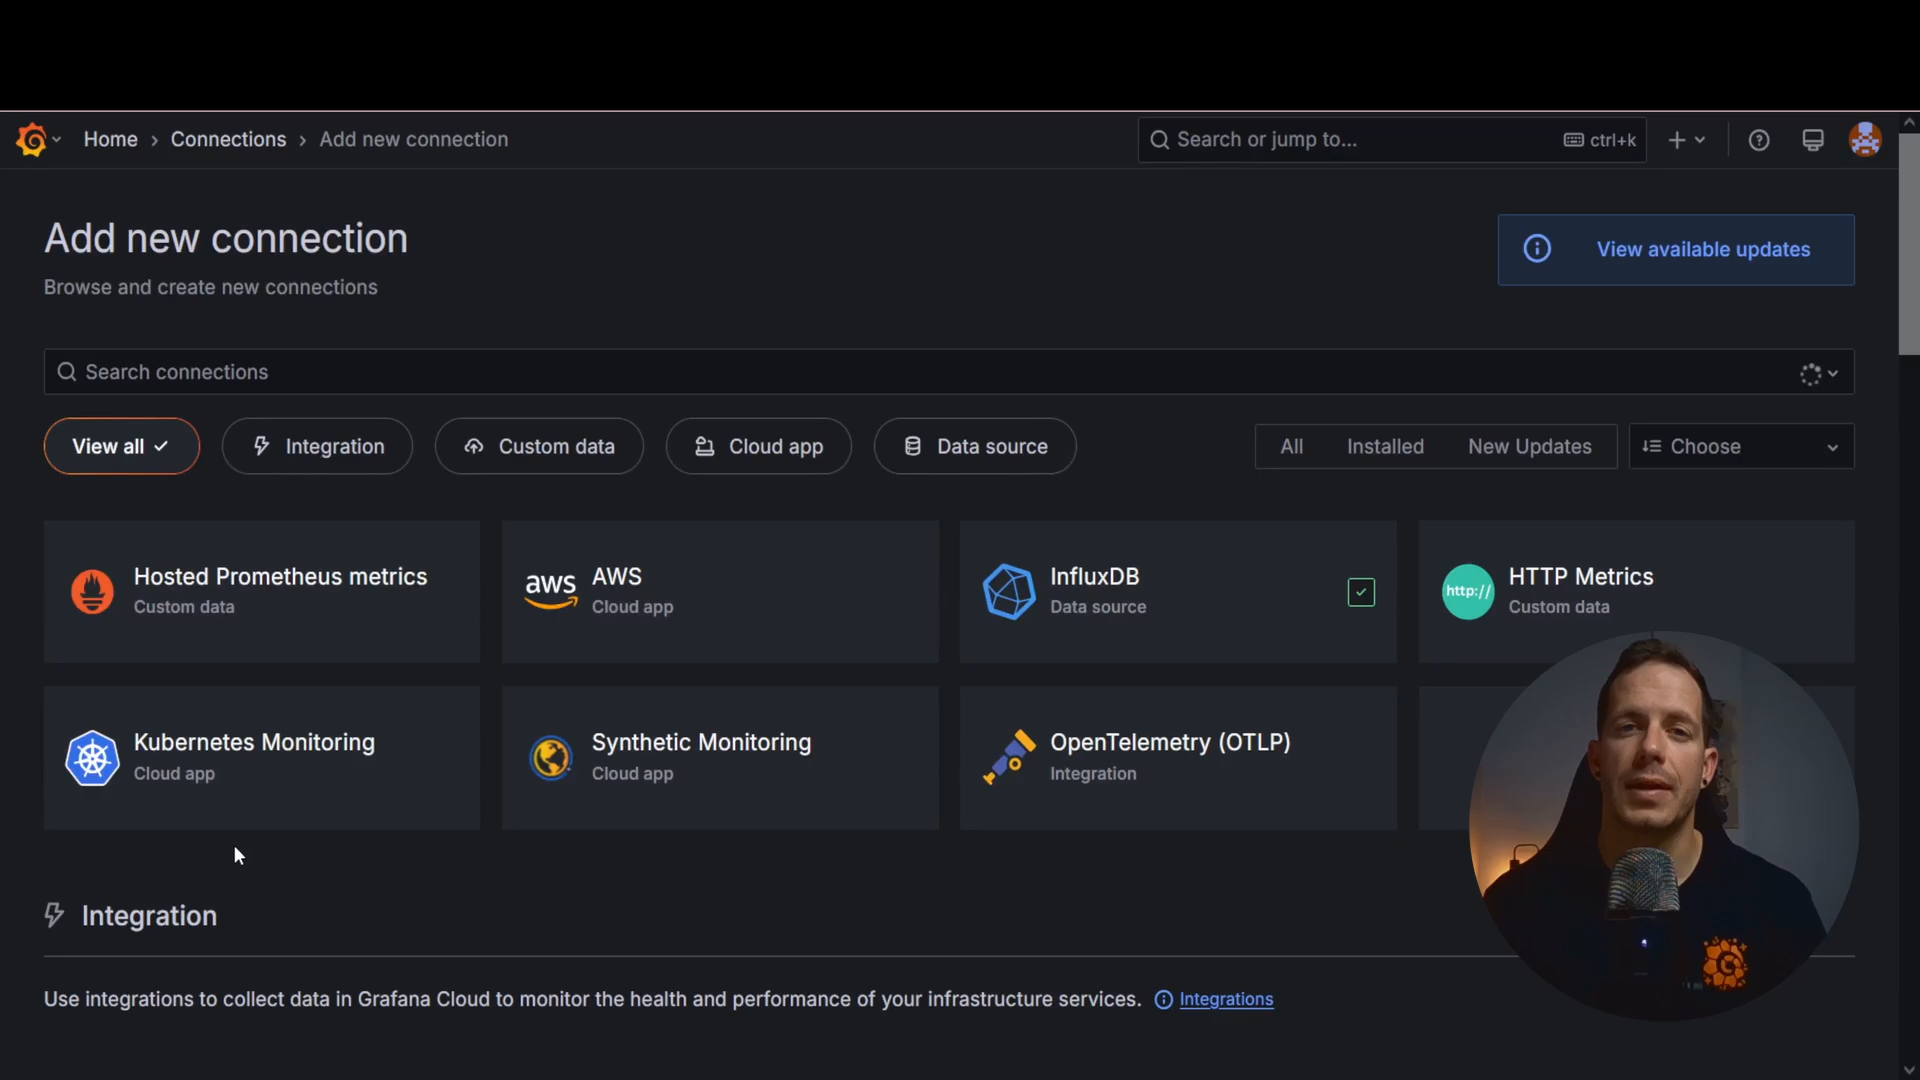 Home › Connections › Add new connection
Search or jump to...
ctrl+k
Add new connection
View available updates
Browse and create new connections
Search connections
View all
Integration
Custom data
Cloud app
Data source
All
Installed
New Updates
Choose
Hosted Prometheus metrics
Custom data
aws
AWS
Cloud app
InfluxDB
Data source
http://
HTTP Metrics
Custom data
Kubernetes Monitoring
Cloud app
Synthetic Monitoring
Cloud app
OpenTelemetry (OTLP)
Integration
Integration
Use integrations to collect data in Grafana Cloud to monitor the health and performance of your infrastructure services.
Integrations